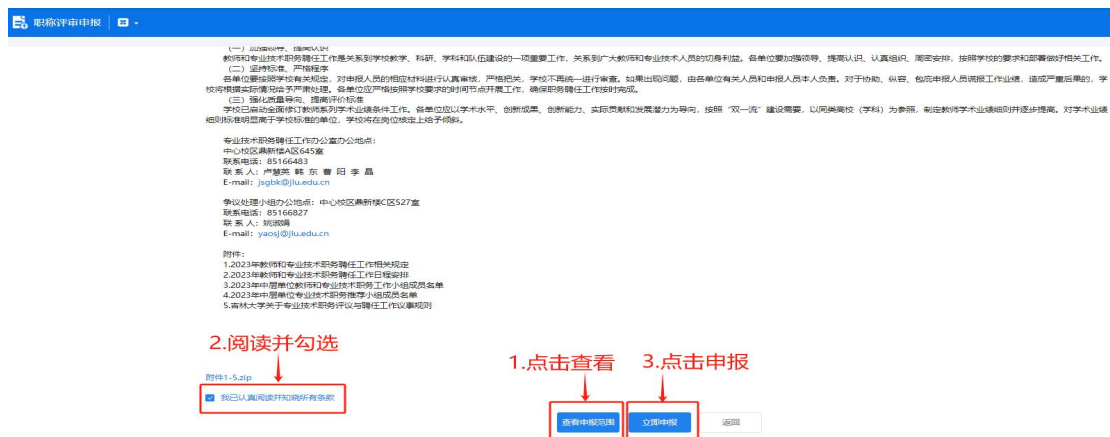 职称评审申报
(一) 加强领导、提高认识
教师和专业技术职务聘任工作是关系到学校教学、科研、学科和队伍建设的一项重要工作，关系到广大教师和专业技术人员的切身利益。各单位要加强领导、提高认识、认真组织、周密安排，按照学校的要求和部署做好相关工作。
(二) 坚持标准、严格程序
各单位要按照学校有关规定，对申报人员的相应材料进行认真审核，严格把关，学校不再统一进行审查。如果出现问题，由各单位有关人员和申报人员本人负责。对于协助、纵容、包庇申报人员谎报工作业绩，造成严重后果的，学
校将根据实际情况给予严肃处理。各单位应严格按照学校要求的时间节点开展工作，确保职务聘任工作按时完成。
(三) 强化质量导向、提高评价标准
学校已启动全面修订教师系列学术业绩条件工作。各单位应以学术水平、创新成果、创新能力、实际贡献和发展潜力为导向，按照“双一流”建设需要，以同类高校（学科）为参照，制定教师学术业绩细则并逐步提高。对学术业绩
细则标准明显高于学校标准的单位，学校将在岗位核定上给予倾斜。
专业技术职务聘任工作办公室办公地点：
中心校区鼎新楼A区645室
联系电话：85166483
联 系 人：卢慧英 韩 东 曹 阳 李 晶
E-mail: jsgbk@jlu.edu.cn
争议处理小组办公地点：中心校区鼎新楼C区527室
联系电话：85166827
联 系 人：姚淑娟
E-mail: yaosj@jlu.edu.cn
附件：
1.2023年教师和专业技术职务聘任工作相关规定
2.2023年教师和专业技术职务聘任工作日程安排
3.2023年中层单位教师和专业技术职务工作小组成员名单
4.2023年中层单位专业技术职务推荐小组成员名单
5.吉林大学关于专业技术职务评议与聘任工作议事规则
2.阅读并勾选
1.点击查看 3.点击申报
附件1-5.zip
我已认真阅读并知晓所有条款
查看申报范围 立即申报 返回